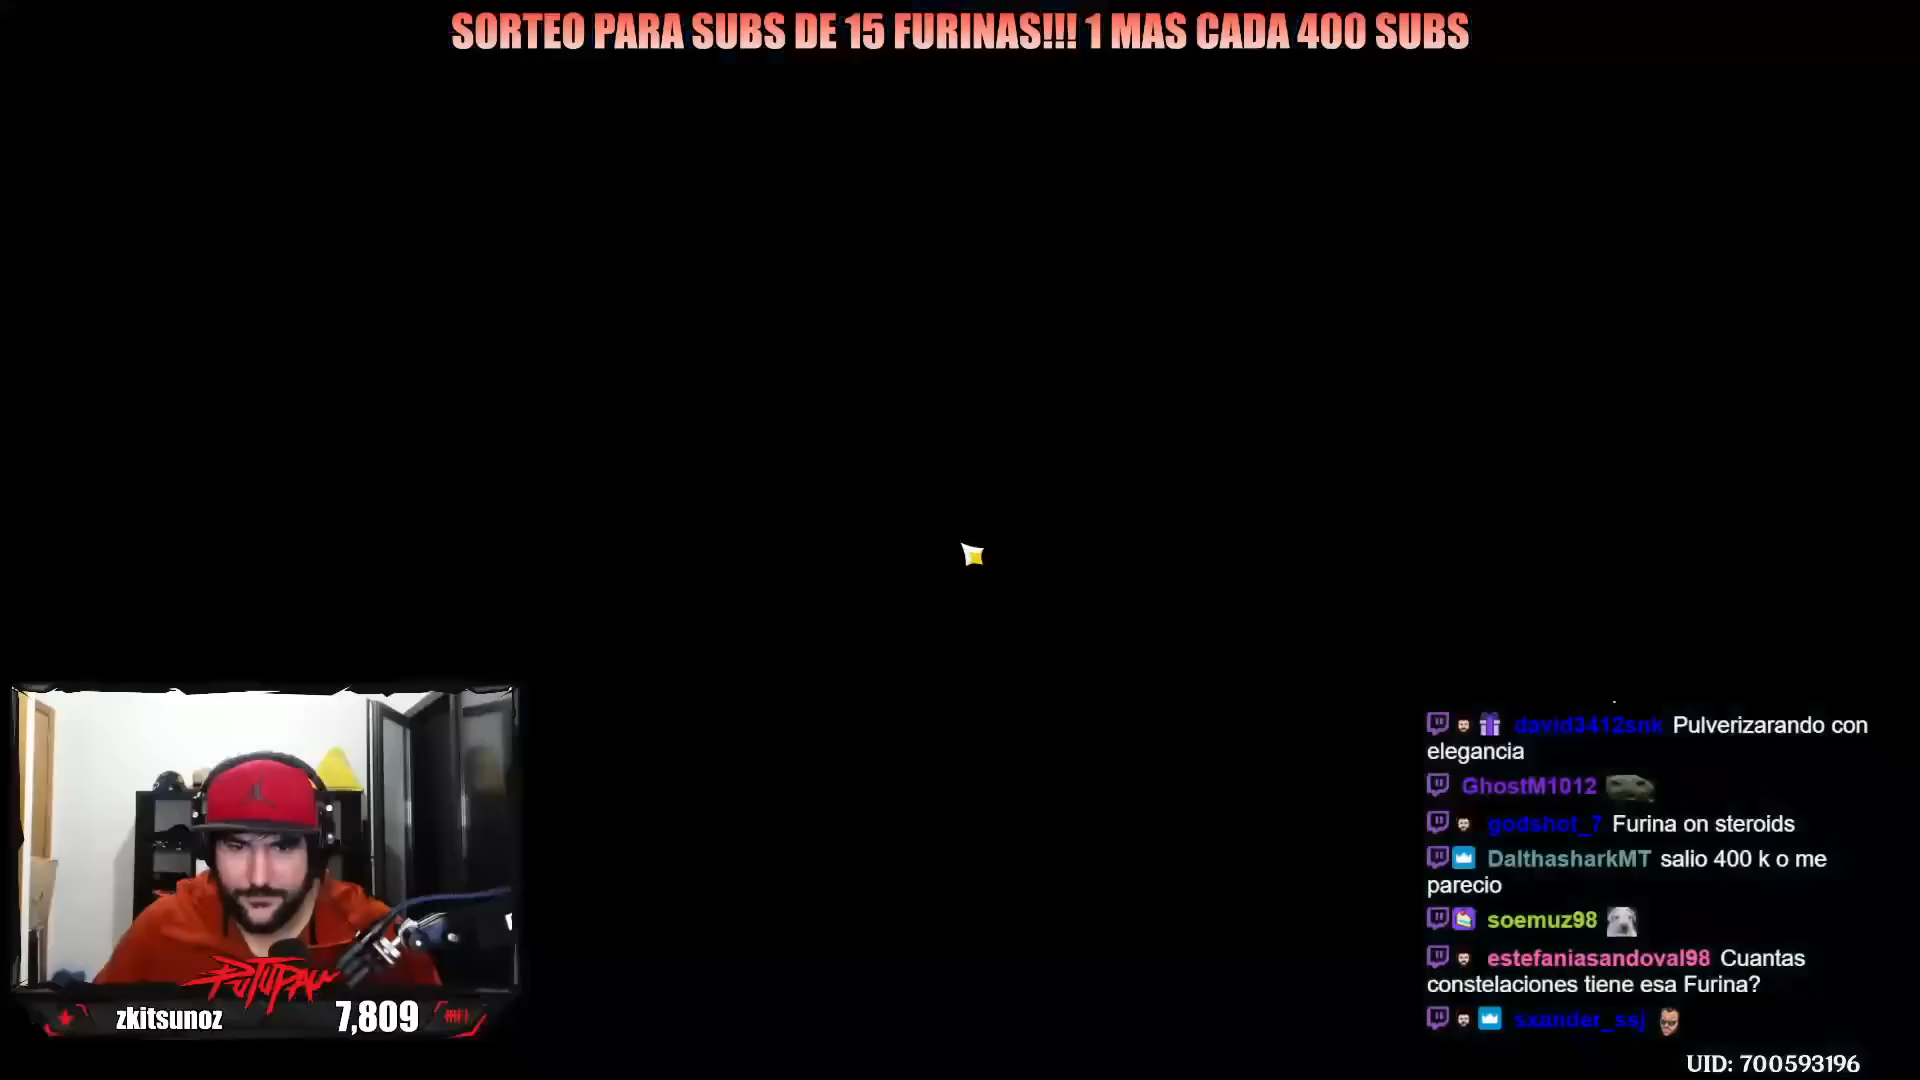 SORTEO PARA SUBS DE 15 FURINAS!!! 1 MAS CADA 400 SUBS
david3412snk Pulverizarando con
elegancia
GhostM1012
godshot_7 Furina on steroids
DalthasharkMT salio 400 k o me
parecio
soemuz98
estefaniasandoval98 Cuantas
constelaciones tiene esa Furina?
sxander_ssj
PUTUPAU
zkitsunoz 7,809
UID: 700593196